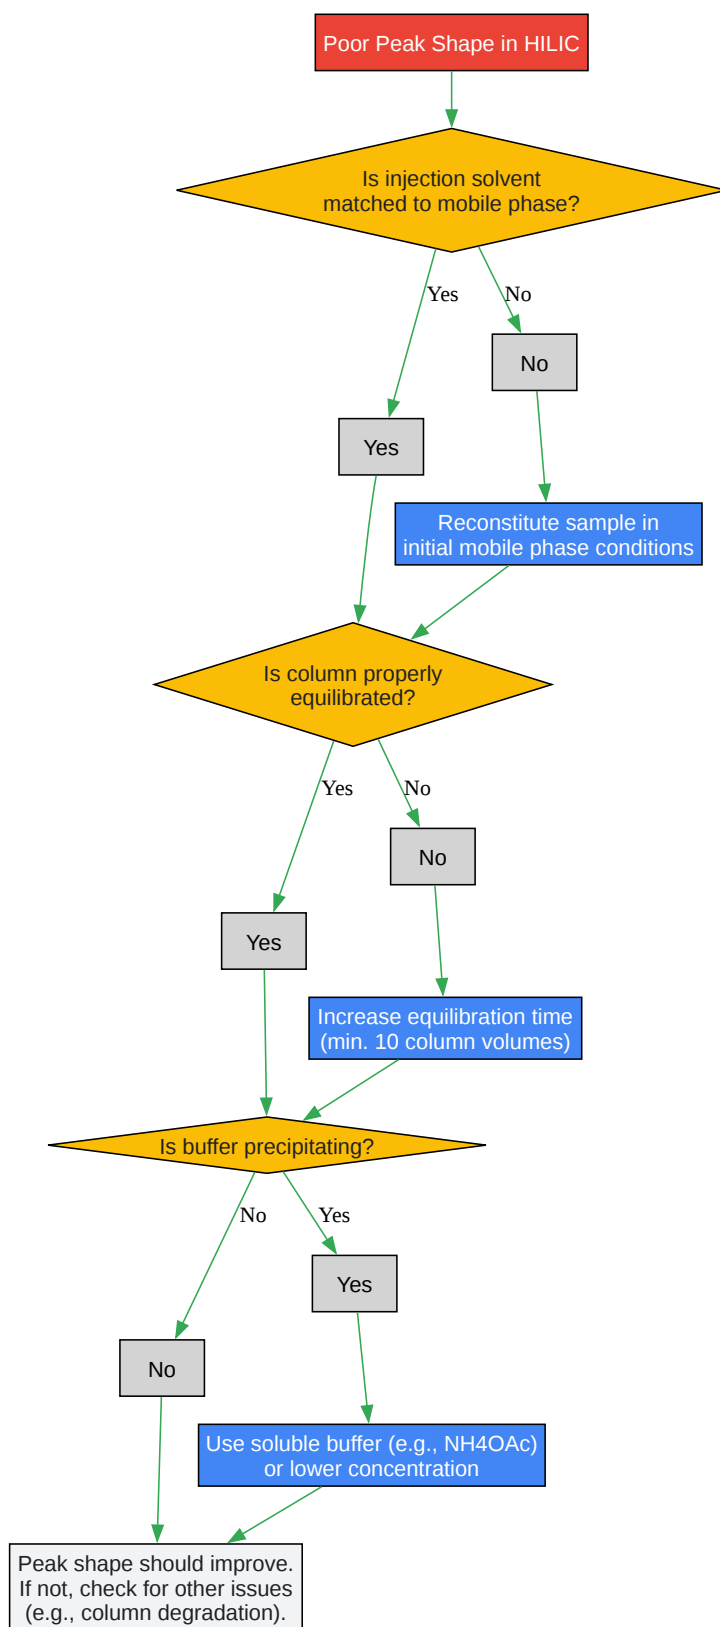 Poor Peak Shape in HILIC
Is injection solvent
matched to mobile phase?
Yes
No
No
Yes
Reconstitute sample in
initial mobile phase conditions
Is column properly
equilibrated?
Yes
No
No
Yes
Increase equilibration time
(min. 10 column volumes)
Is buffer precipitating?
No
Yes
Yes
No
Use soluble buffer (e.g., NH4OAc)
or lower concentration
Peak shape should improve.
If not, check for other issues
(e.g., column degradation).